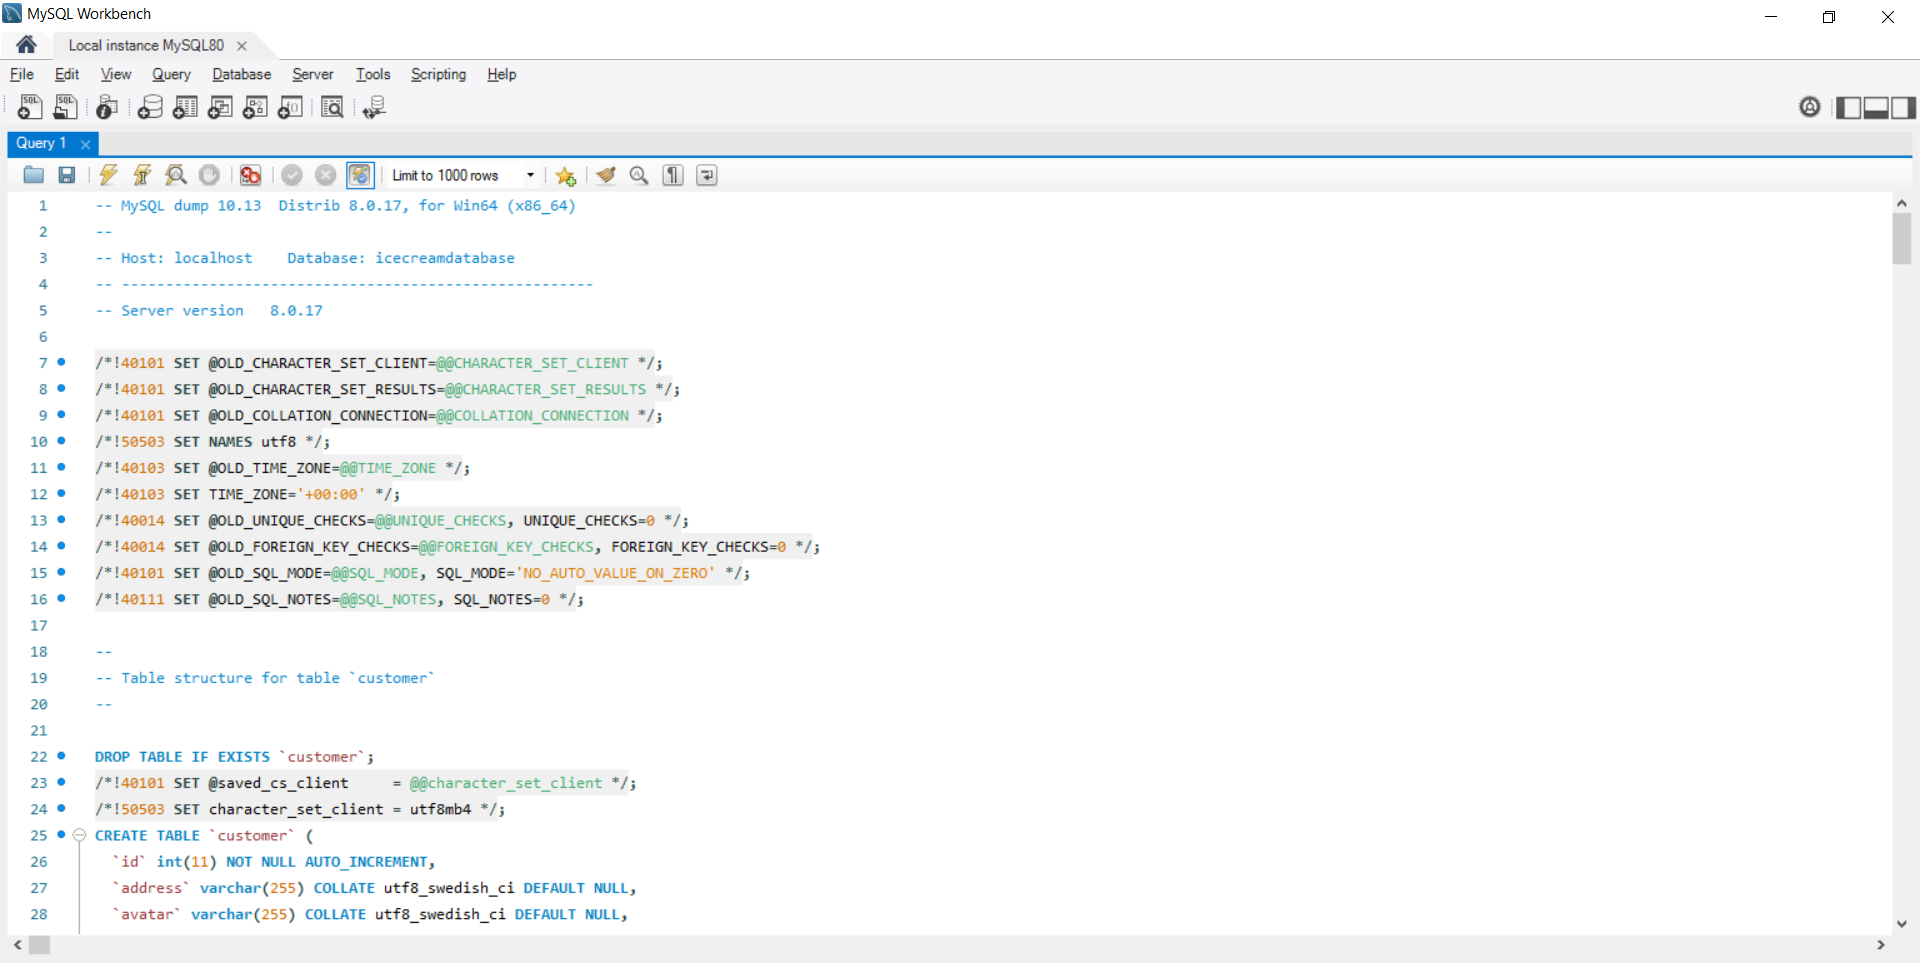 MySQL Workbench
Local instance MySQL80
File Edit View Query Database Server Tools Scripting Help
Query 1
Limit to 1000 rows
1 -- MySQL dump 10.13  Distrib 8.0.17, for Win64 (x86_64)
2 --
3 -- Host: localhost    Database: icecreamdatabase
4 -- ------------------------------------------------------
5 -- Server version   8.0.17
6
7 /*!40101 SET @OLD_CHARACTER_SET_CLIENT=@@CHARACTER_SET_CLIENT */;
8 /*!40101 SET @OLD_CHARACTER_SET_RESULTS=@@CHARACTER_SET_RESULTS */;
9 /*!40101 SET @OLD_COLLATION_CONNECTION=@@COLLATION_CONNECTION */;
10 /*!50503 SET NAMES utf8 */;
11 /*!40103 SET @OLD_TIME_ZONE=@@TIME_ZONE */;
12 /*!40103 SET TIME_ZONE='+00:00' */;
13 /*!40014 SET @OLD_UNIQUE_CHECKS=@@UNIQUE_CHECKS, UNIQUE_CHECKS=0 */;
14 /*!40014 SET @OLD_FOREIGN_KEY_CHECKS=@@FOREIGN_KEY_CHECKS, FOREIGN_KEY_CHECKS=0 */;
15 /*!40101 SET @OLD_SQL_MODE=@@SQL_MODE, SQL_MODE='NO_AUTO_VALUE_ON_ZERO' */;
16 /*!40111 SET @OLD_SQL_NOTES=@@SQL_NOTES, SQL_NOTES=0 */;
17
18 --
19 -- Table structure for table `customer`
20 --
21
22 DROP TABLE IF EXISTS `customer`;
23 /*!40101 SET @saved_cs_client     = @@character_set_client */;
24 /*!50503 SET character_set_client = utf8mb4 */;
25 CREATE TABLE `customer` (
26   `id` int(11) NOT NULL AUTO_INCREMENT,
27   `address` varchar(255) COLLATE utf8_swedish_ci DEFAULT NULL,
28   `avatar` varchar(255) COLLATE utf8_swedish_ci DEFAULT NULL,